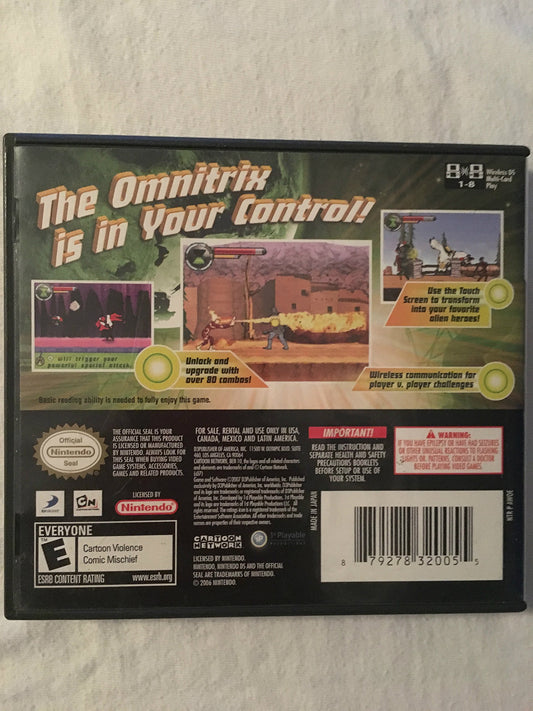 The Omnitrix
is in Your Control!
Wireless DS
Multi-Card
Play
1-8
Use the Touch
Screen to transform
into your favorite
alien heroes!
will trigger your
powerful special attack.
Unlock and
upgrade with
over 80 combos!
Wireless communication for
player v. player challenges
Basic reading ability is needed to fully enjoy this game.
Official
Nintendo
Seal
THE OFFICIAL SEAL IS YOUR
ASSURANCE THAT THIS PRODUCT
IS LICENSED OR MANUFACTURED
BY NINTENDO. ALWAYS LOOK FOR
THIS SEAL WHEN BUYING VIDEO
GAME SYSTEMS, ACCESSORIES,
GAMES AND RELATED PRODUCTS.
D3
CN
LICENSED BY
Nintendo
EVERYONE
E
Cartoon Violence
Comic Mischief
ESRB CONTENT RATING www.esrb.org
FOR SALE, RENTAL AND USE ONLY IN USA,
CANADA, MEXICO AND LATIN AMERICA.
CARTOON NETWORK
1st Playable
PRODUCTIONS
LICENSED BY NINTENDO.
NINTENDO, NINTENDO DS AND THE OFFICIAL
SEAL ARE TRADEMARKS OF NINTENDO.
© 2006 NINTENDO.
IMPORTANT!
READ THE INSTRUCTION AND
SEPARATE HEALTH AND SAFETY
PRECAUTIONS BOOKLETS
BEFORE SETUP OR USE OF
YOUR SYSTEM.
WARNING:
IF YOU HAVE EPILEPSY OR HAVE HAD SEIZURES
OR OTHER UNUSUAL REACTIONS TO FLASHING
LIGHTS OR PATTERNS, CONSULT A DOCTOR
BEFORE PLAYING VIDEO GAMES.
MADE IN JAPAN
8 79278 32005 5